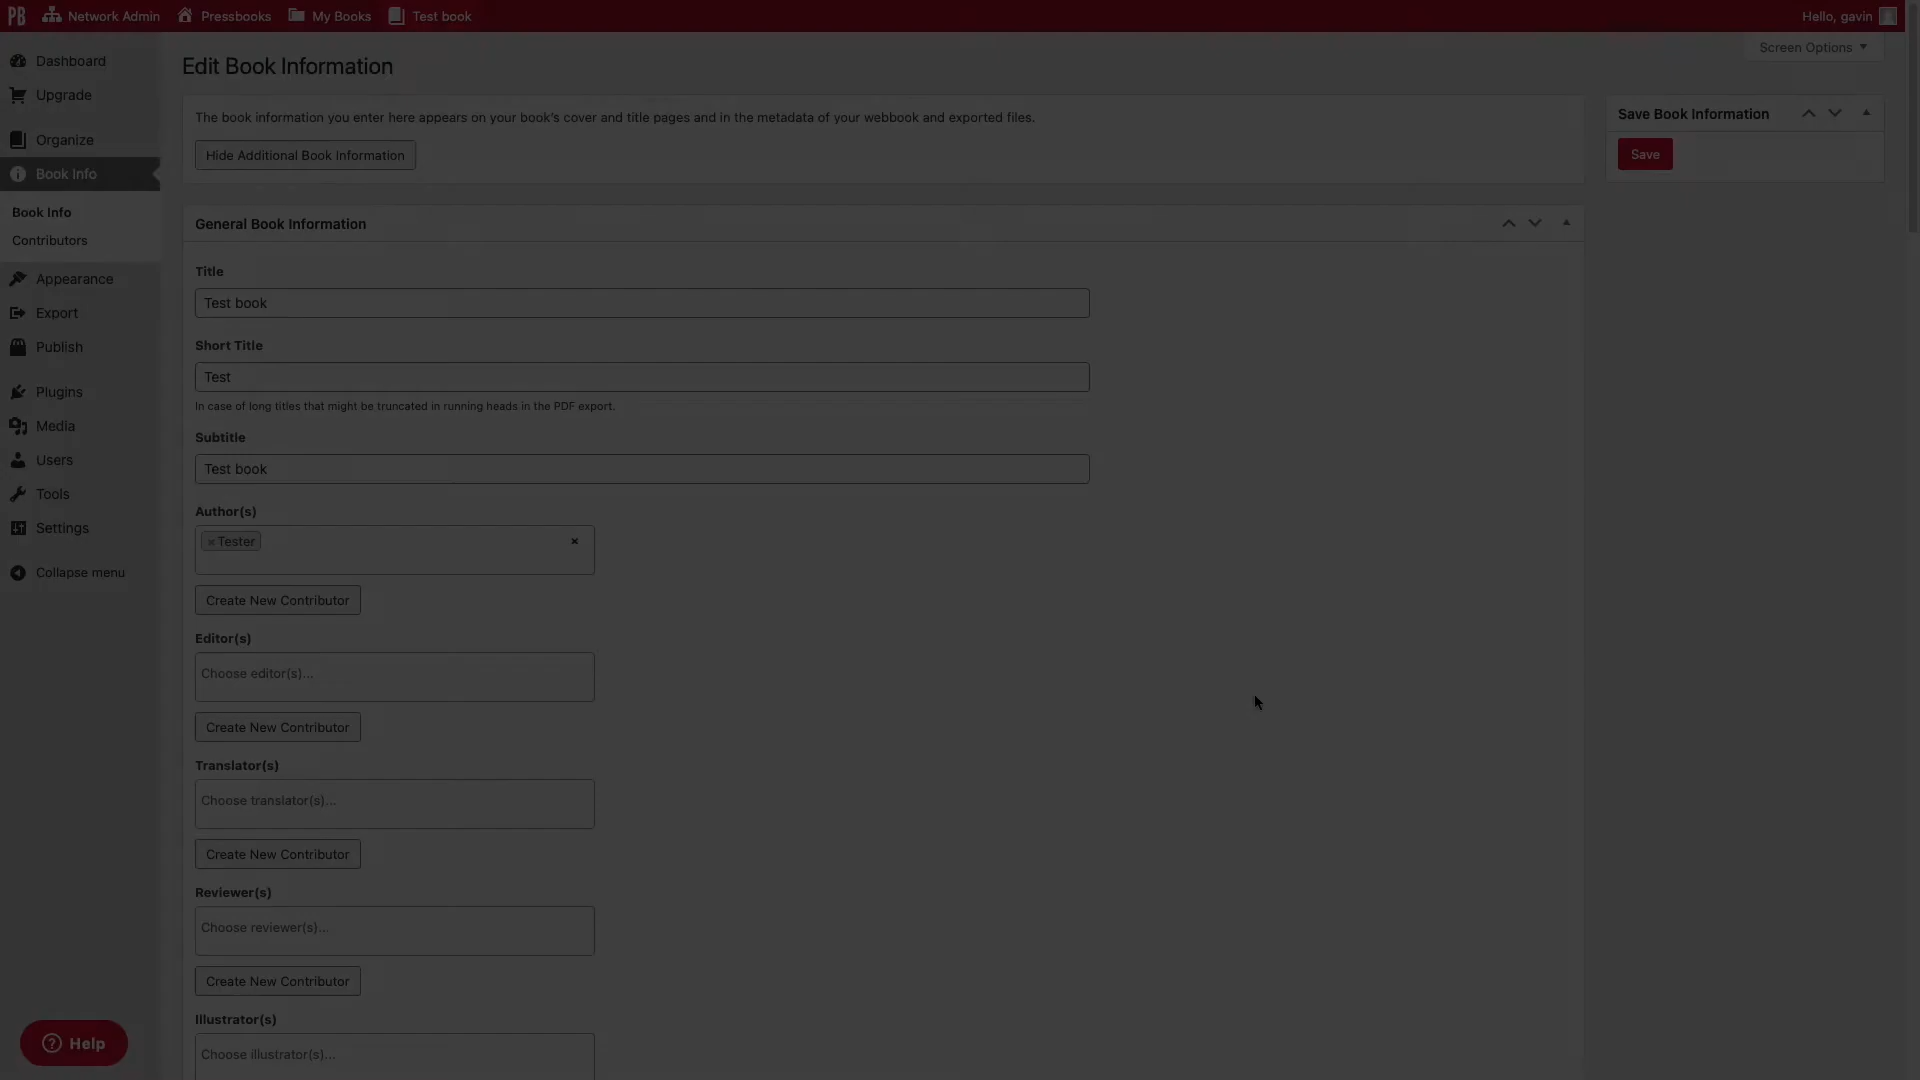 PB Network Admin Pressbooks My Books Test book Hello, gavin
Screen Options
Dashboard
Upgrade
Organize
Book Info
Book Info
Contributors
Appearance
Export
Publish
Plugins
Media
Users
Tools
Settings
Collapse menu
Help
Edit Book Information
The book information you enter here appears on your book's cover and title pages and in the metadata of your webbook and exported files.
Hide Additional Book Information
General Book Information
Title
Test book
Short Title
Test
In case of long titles that might be truncated in running heads in the PDF export.
Subtitle
Test book
Author(s)
× Tester ×
Create New Contributor
Editor(s)
Choose editor(s)...
Create New Contributor
Translator(s)
Choose translator(s)...
Create New Contributor
Reviewer(s)
Choose reviewer(s)...
Create New Contributor
Illustrator(s)
Choose illustrator(s)...
Save Book Information
Save